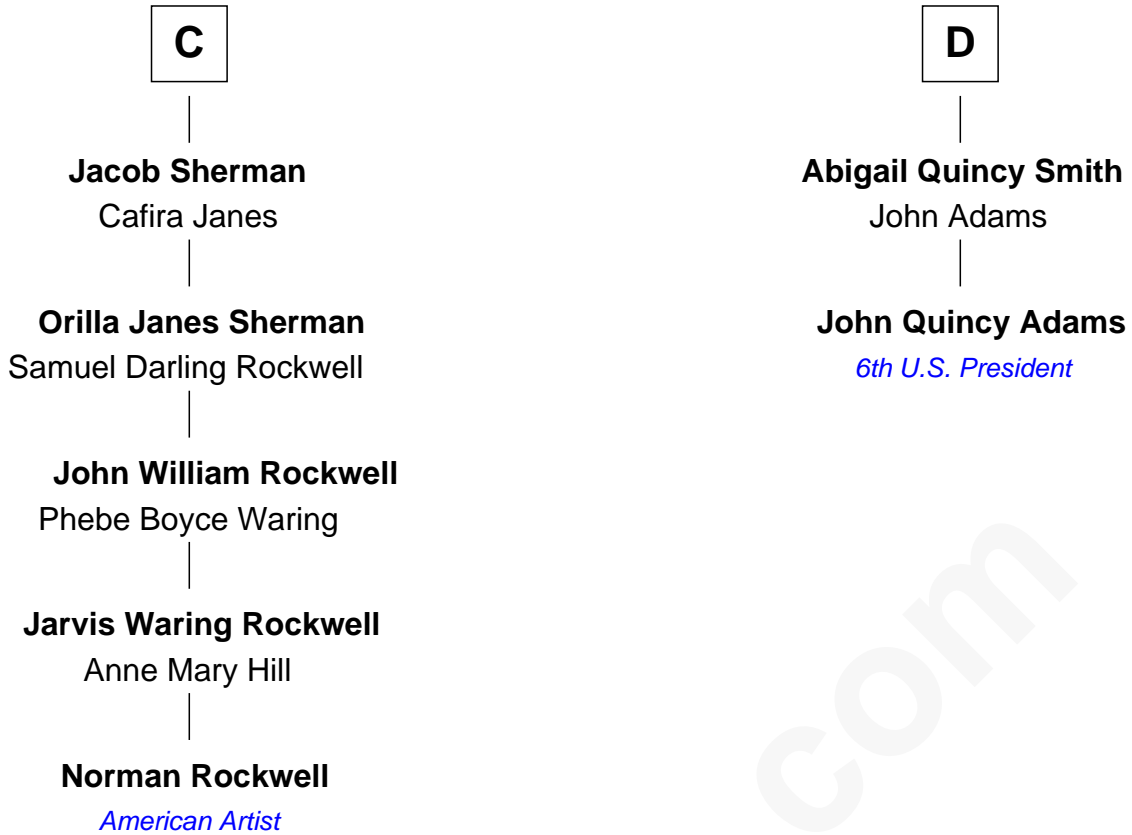 C
Jacob Sherman
Cafira Janes
Orilla Janes Sherman
Samuel Darling Rockwell
John William Rockwell
Phebe Boyce Waring
Jarvis Waring Rockwell
Anne Mary Hill
Norman Rockwell
American Artist
D
Abigail Quincy Smith
John Adams
John Quincy Adams
6th U.S. President
com